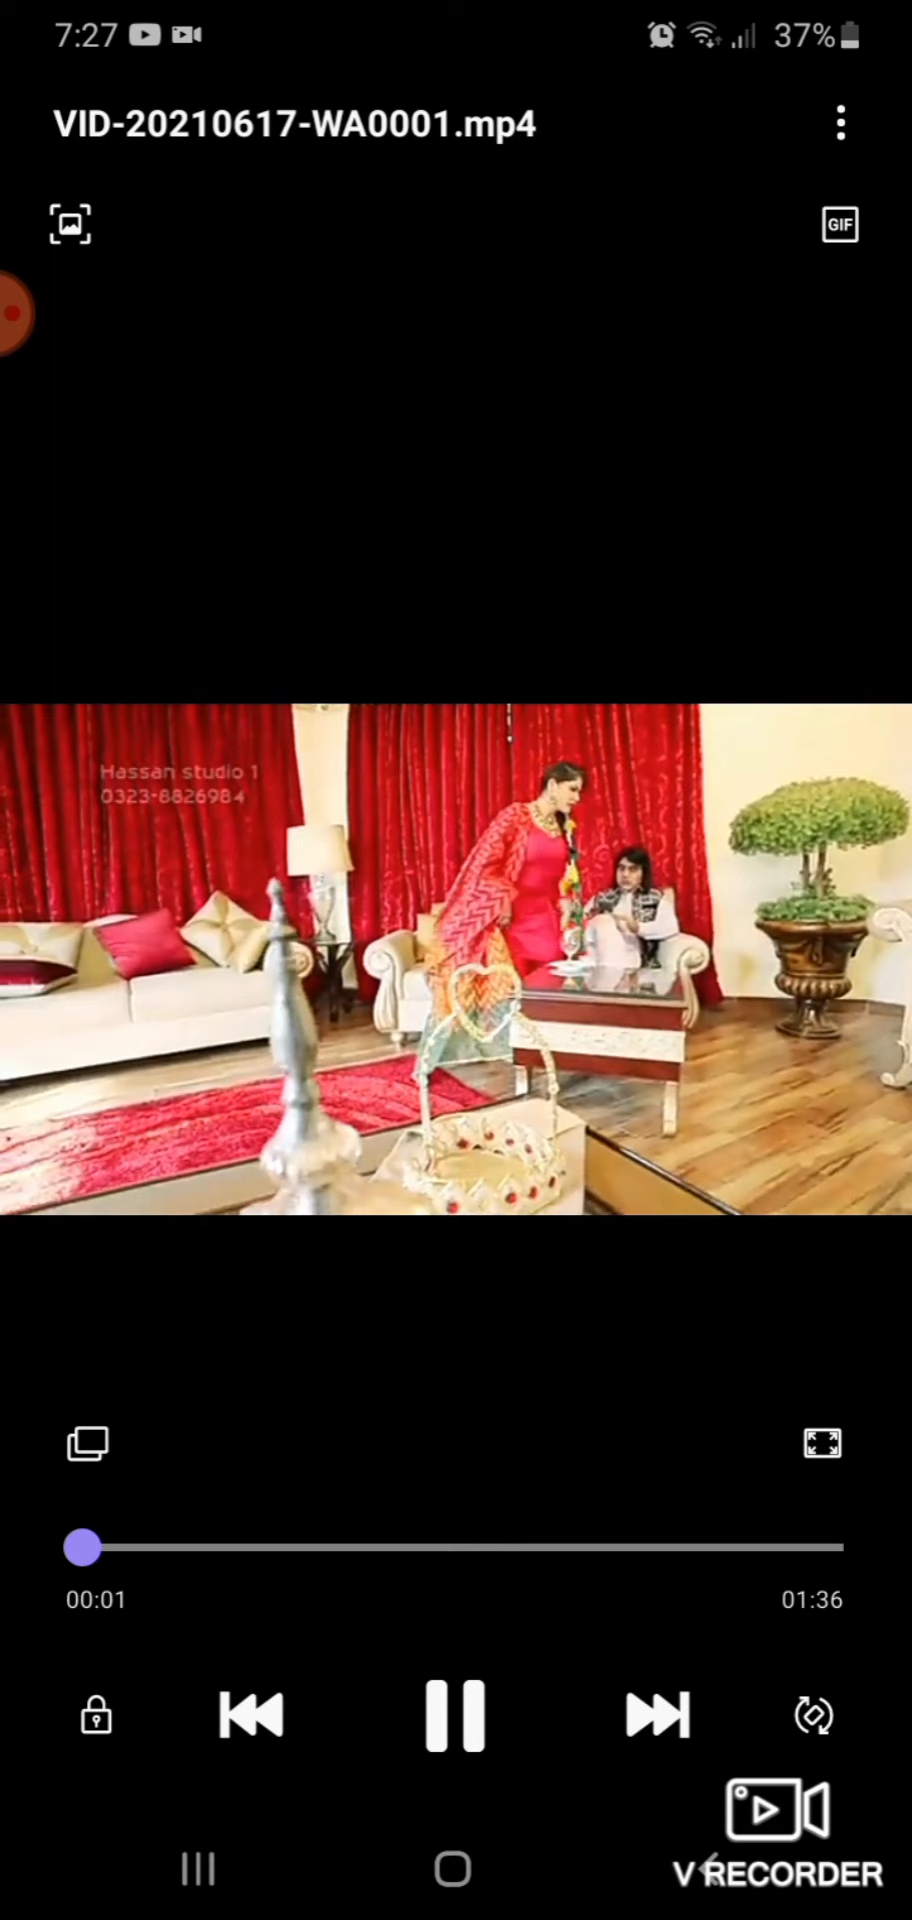 7:27
37%
VID-20210617-WA0001.mp4
GIF
Hassan studio 1
0323-8826984
00:01
01:36
V RECORDER